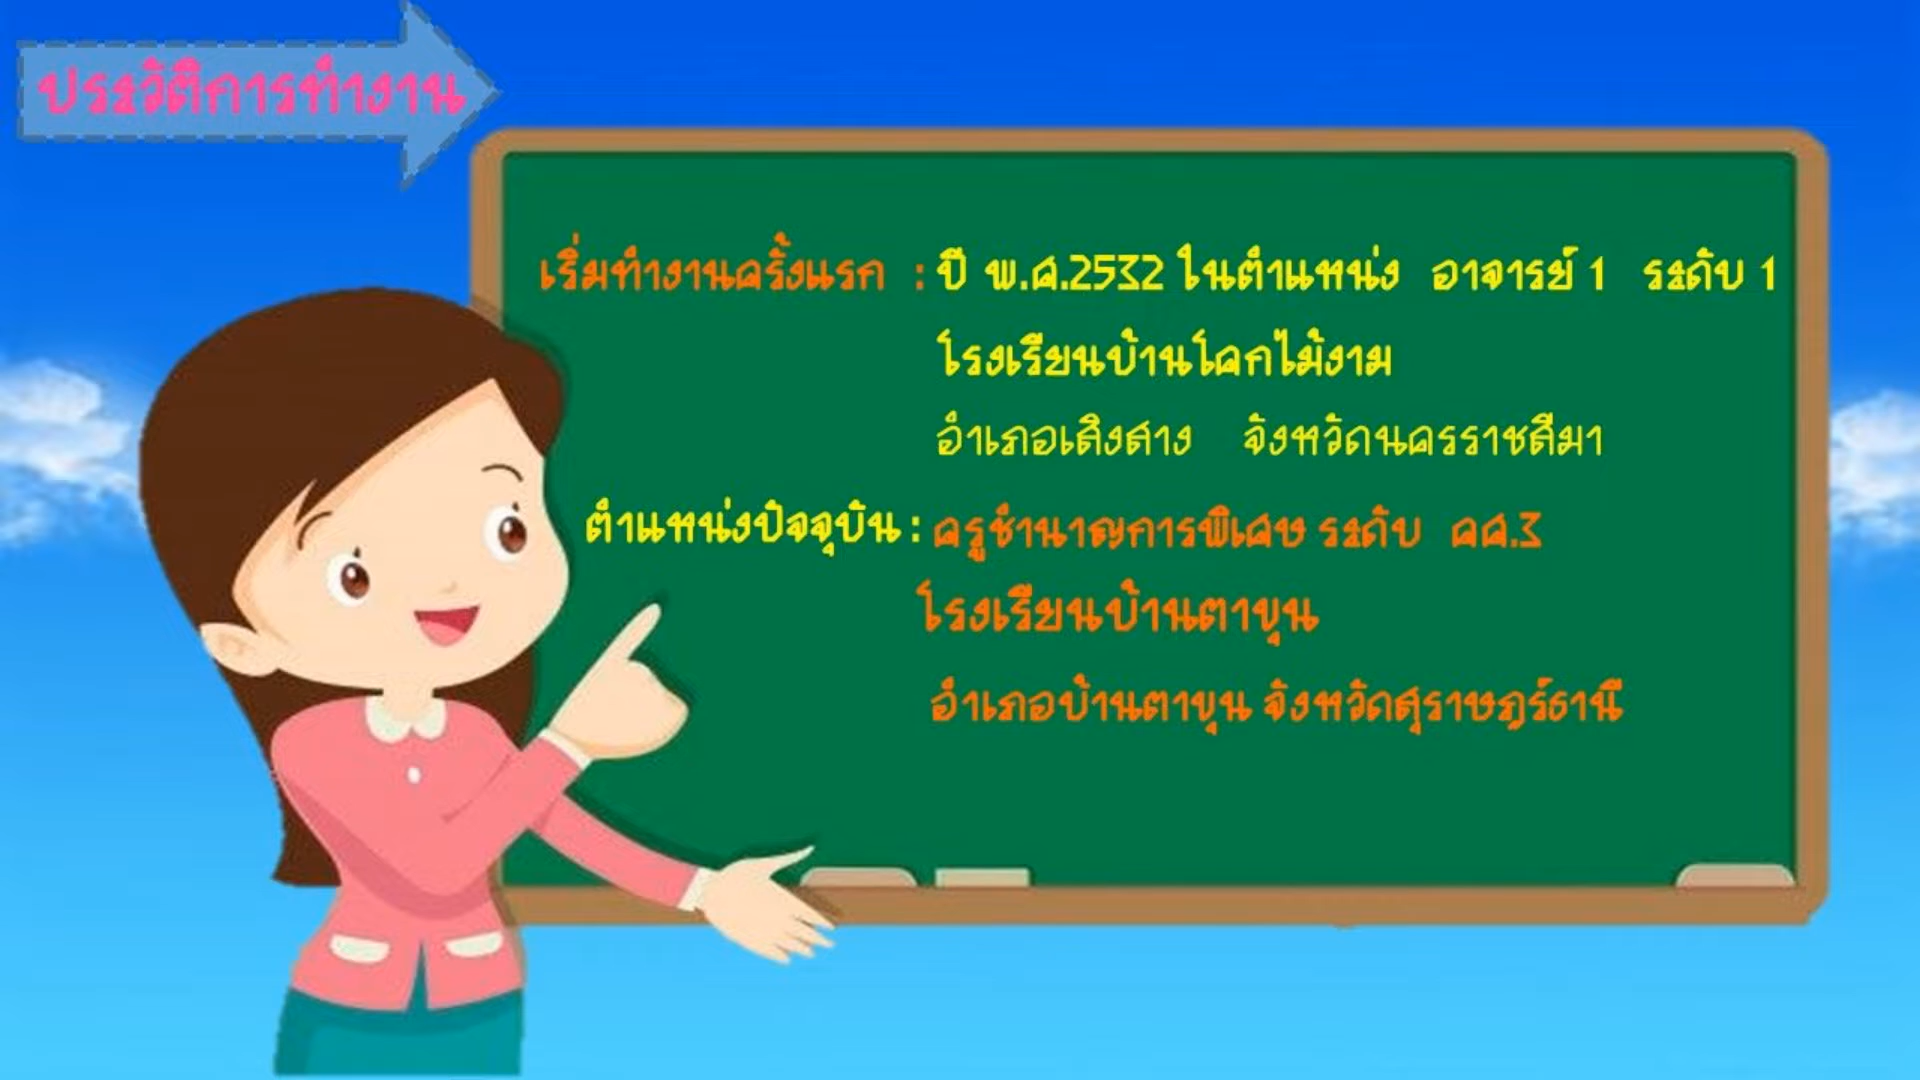 ประวัติการทำงาน
เริ่มทำงานครั้งแรก : ปี พ.ศ.2532 ในตำแหน่ง อาจารย์ 1 ระดับ 1
โรงเรียนบ้านโคกไม้งาม
อำเภอเสิงสาง จังหวัดนครราชสีมา
ตำแหน่งปัจจุบัน : ครูชำนาญการพิเศษ ระดับ คศ.3
โรงเรียนบ้านตาขุน
อำเภอบ้านตาขุน จังหวัดสุราษฎร์ธานี